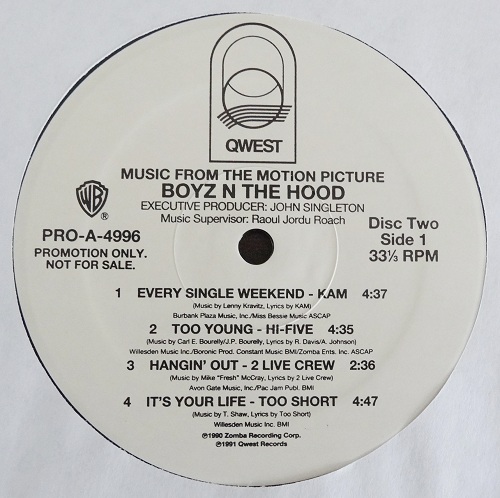 QWEST
MUSIC FROM THE MOTION PICTURE
BOYZ N THE HOOD
EXECUTIVE PRODUCER: JOHN SINGLETON
Music Supervisor: Raoul Jordu Roach
WB
®
PRO-A-4996
PROMOTION ONLY.
NOT FOR SALE.
Disc Two
Side 1
33⅓ RPM
1 EVERY SINGLE WEEKEND - KAM 4:37
(Music by Lenny Kravitz, Lyrics by KAM)
Burbank Plaza Music, Inc./Miss Bessie Music ASCAP
2 TOO YOUNG - HI-FIVE 4:35
(Music by Carl E. Bourelly/J.P. Bourelly, Lyrics by R. Davis/A. Johnson)
Willesden Music Inc./Boronic Prod. Constant Music BMI/Zomba Ents. Inc. ASCAP
3 HANGIN' OUT - 2 LIVE CREW 2:36
(Music by Mike "Fresh" McCray, Lyrics by 2 Live Crew)
Avon Gate Music, Inc./Pac Jam Publ. BMI
4 IT'S YOUR LIFE - TOO SHORT 4:47
(Music by T. Shaw, Lyrics by Too Short)
Willesden Music Inc. BMI
℗1990 Zomba Recording Corp.
℗1991 Qwest Records